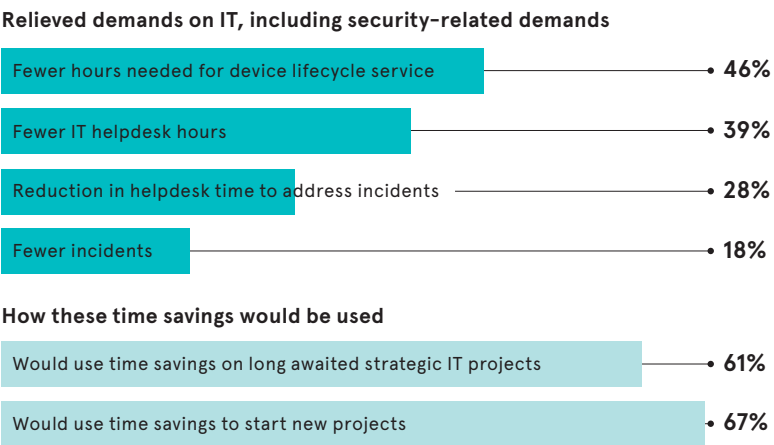 Relieved demands on IT, including security-related demands
Fewer hours needed for device lifecycle service 46%
Fewer IT helpdesk hours 39%
Reduction in helpdesk time to address incidents 28%
Fewer incidents 18%
How these time savings would be used
Would use time savings on long awaited strategic IT projects 61%
Would use time savings to start new projects 67%